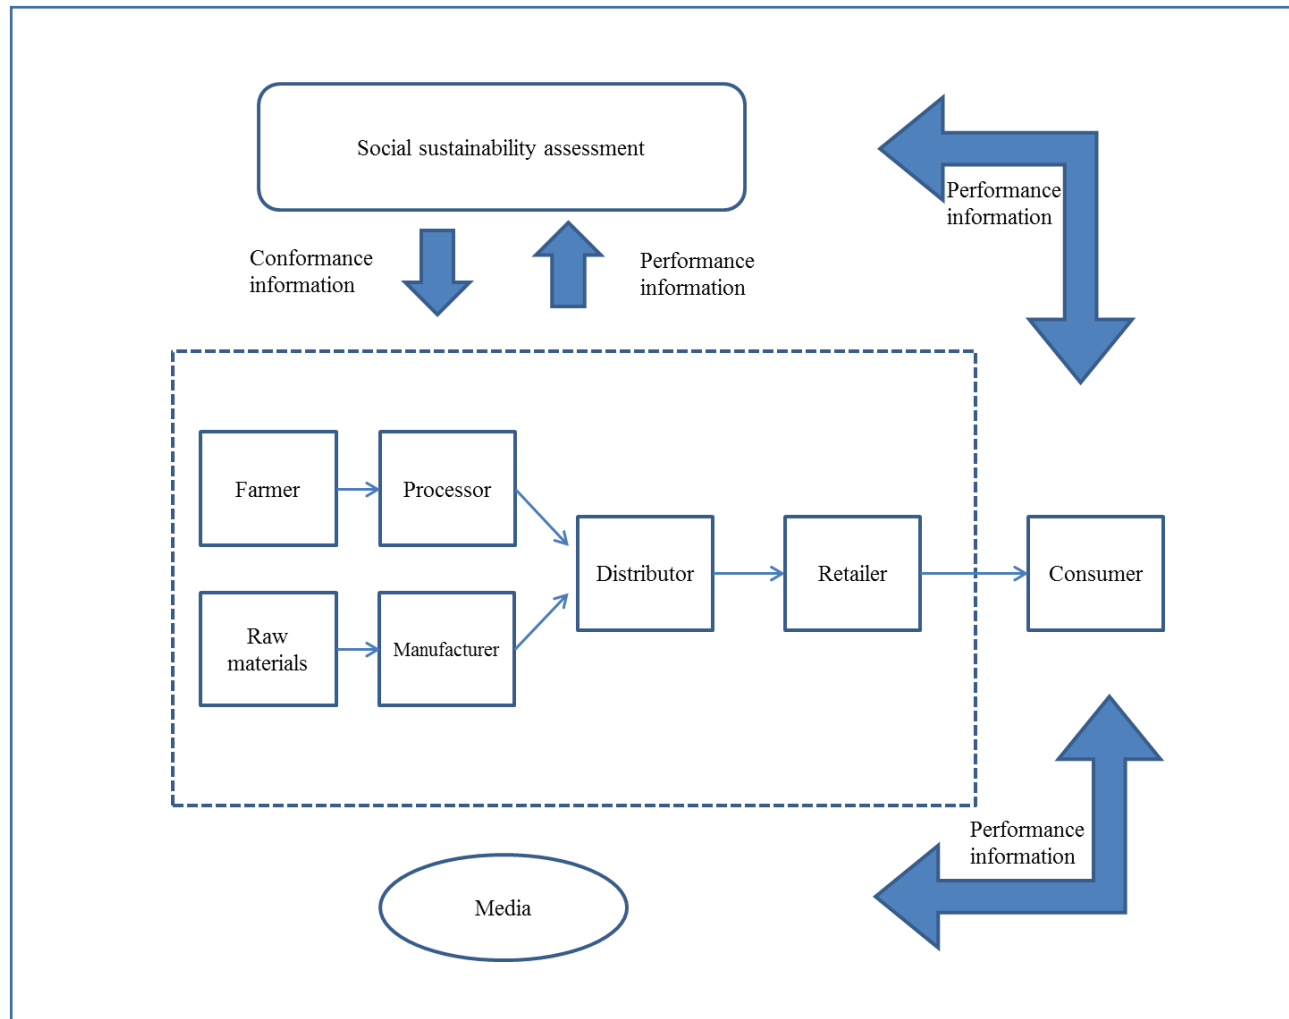 Social sustainability assessment
Performance
information
Conformance
information
Performance
information
Farmer
Processor
Distributor
Retailer
Consumer
Raw
materials
Manufacturer
Performance
information
Media